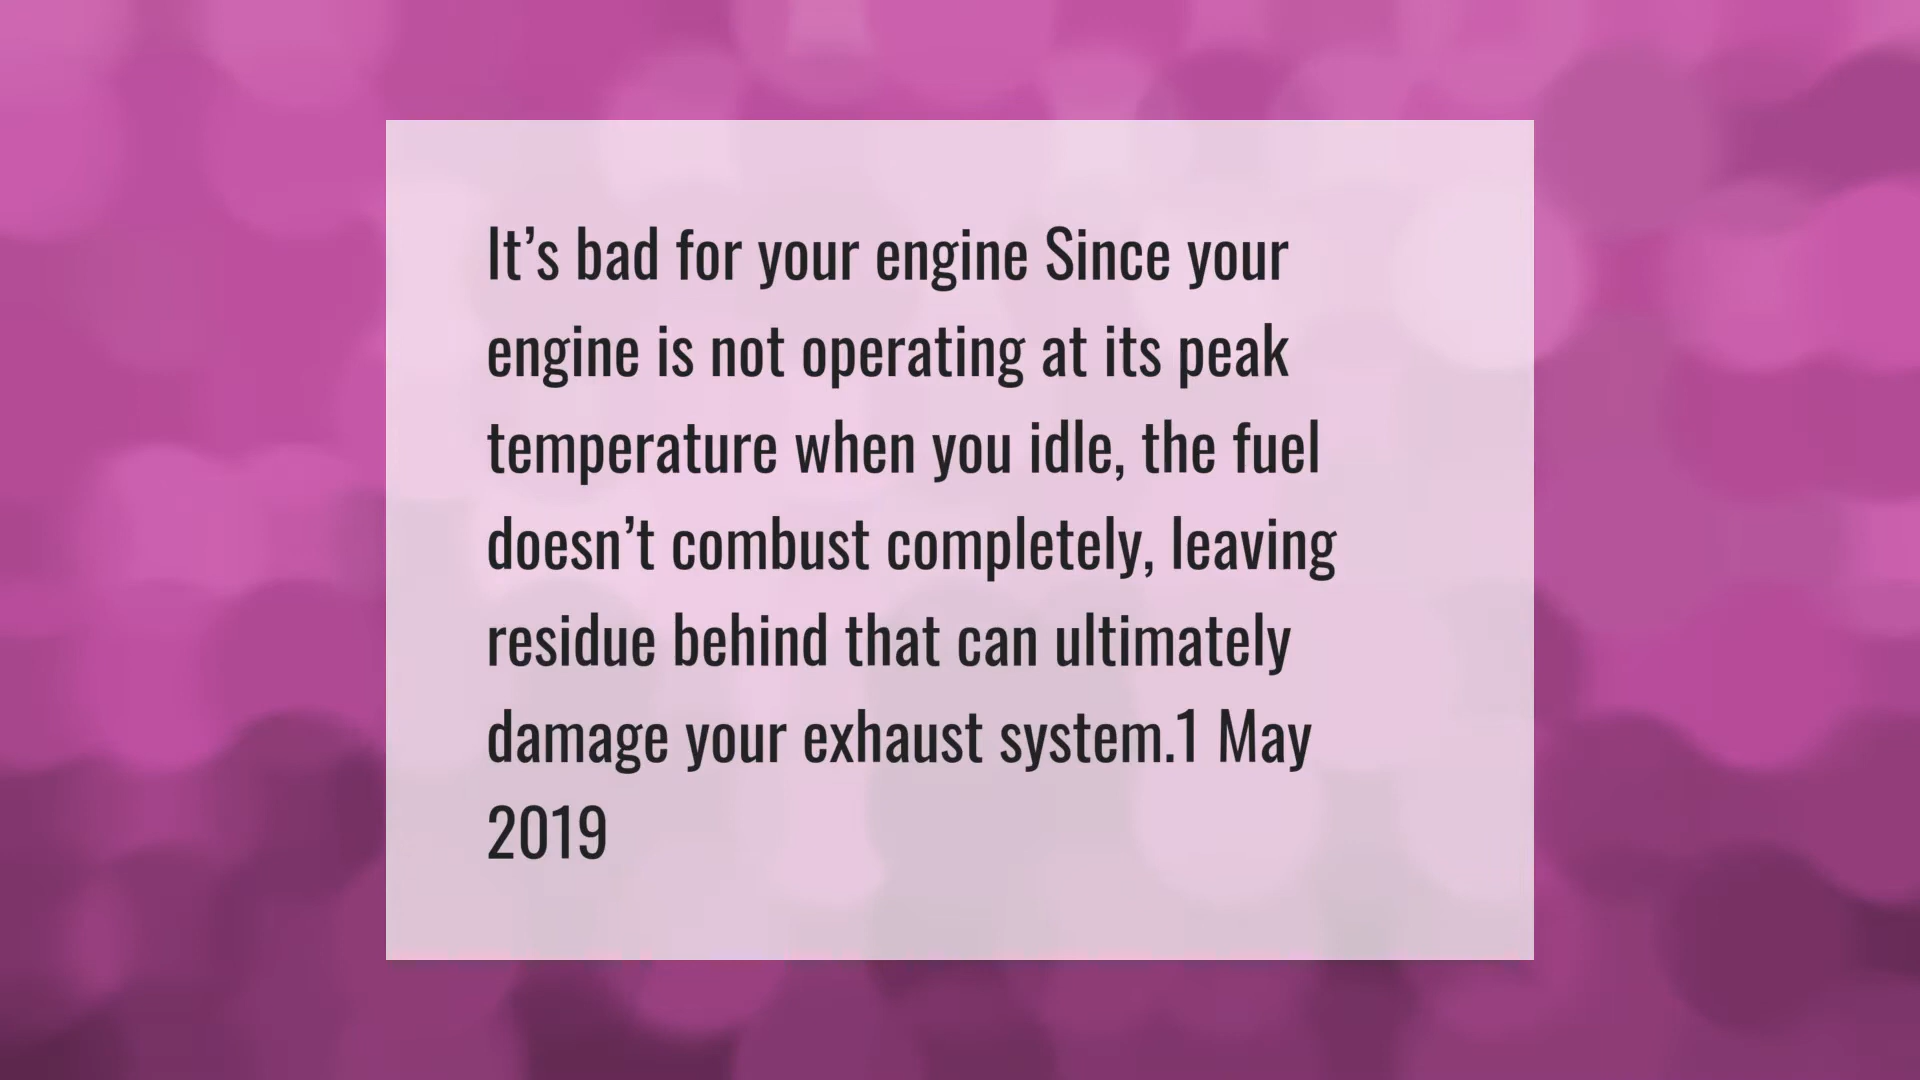 It’s bad for your engine Since your
engine is not operating at its peak
temperature when you idle, the fuel
doesn’t combust completely, leaving
residue behind that can ultimately
damage your exhaust system.1 May
2019